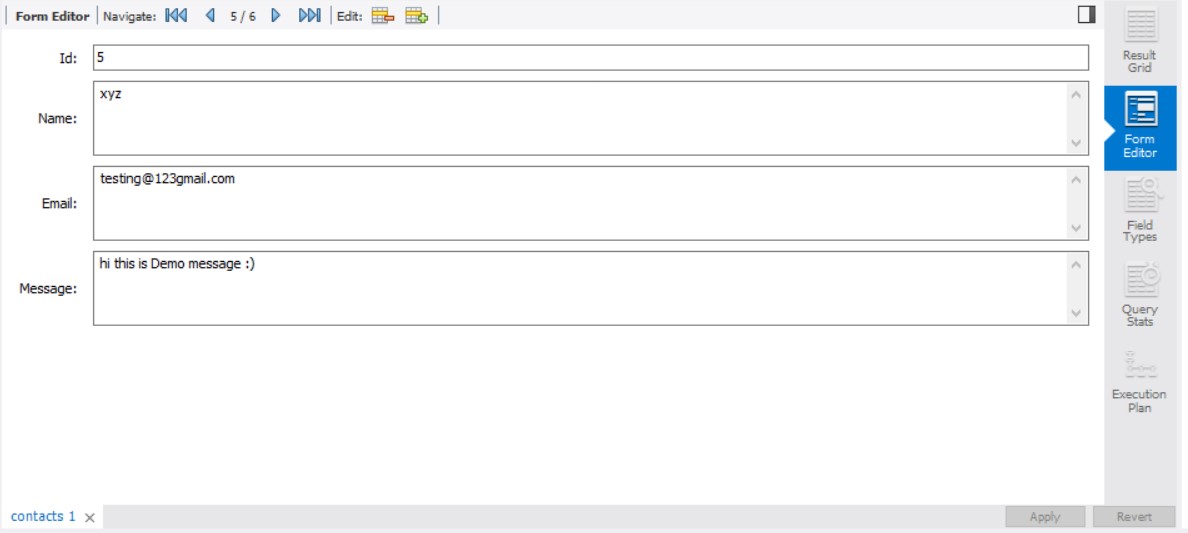 Form Editor Navigate: 5 / 6 Edit:
Id: 5
Name: xyz
Email: testing@123gmail.com
Message: hi this is Demo message :)
Result
Grid
Form
Editor
Field
Types
Query
Stats
Execution
Plan
contacts 1 Apply Revert